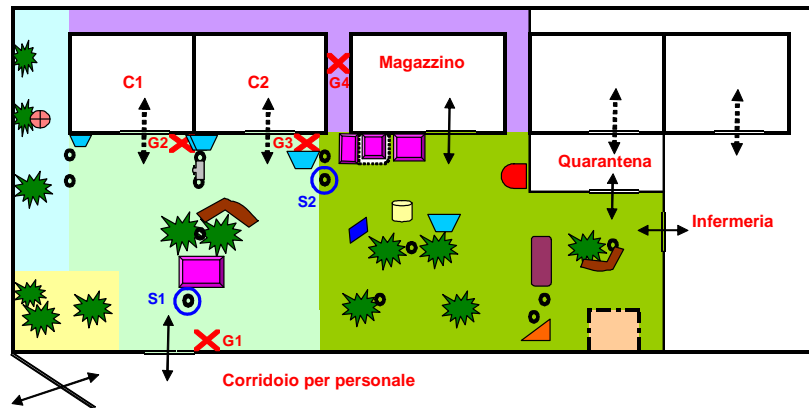 C1
C2
Magazzino
G4
G2
G3
Quarantena
S2
Infermeria
S1
G1
Corridoio per personale